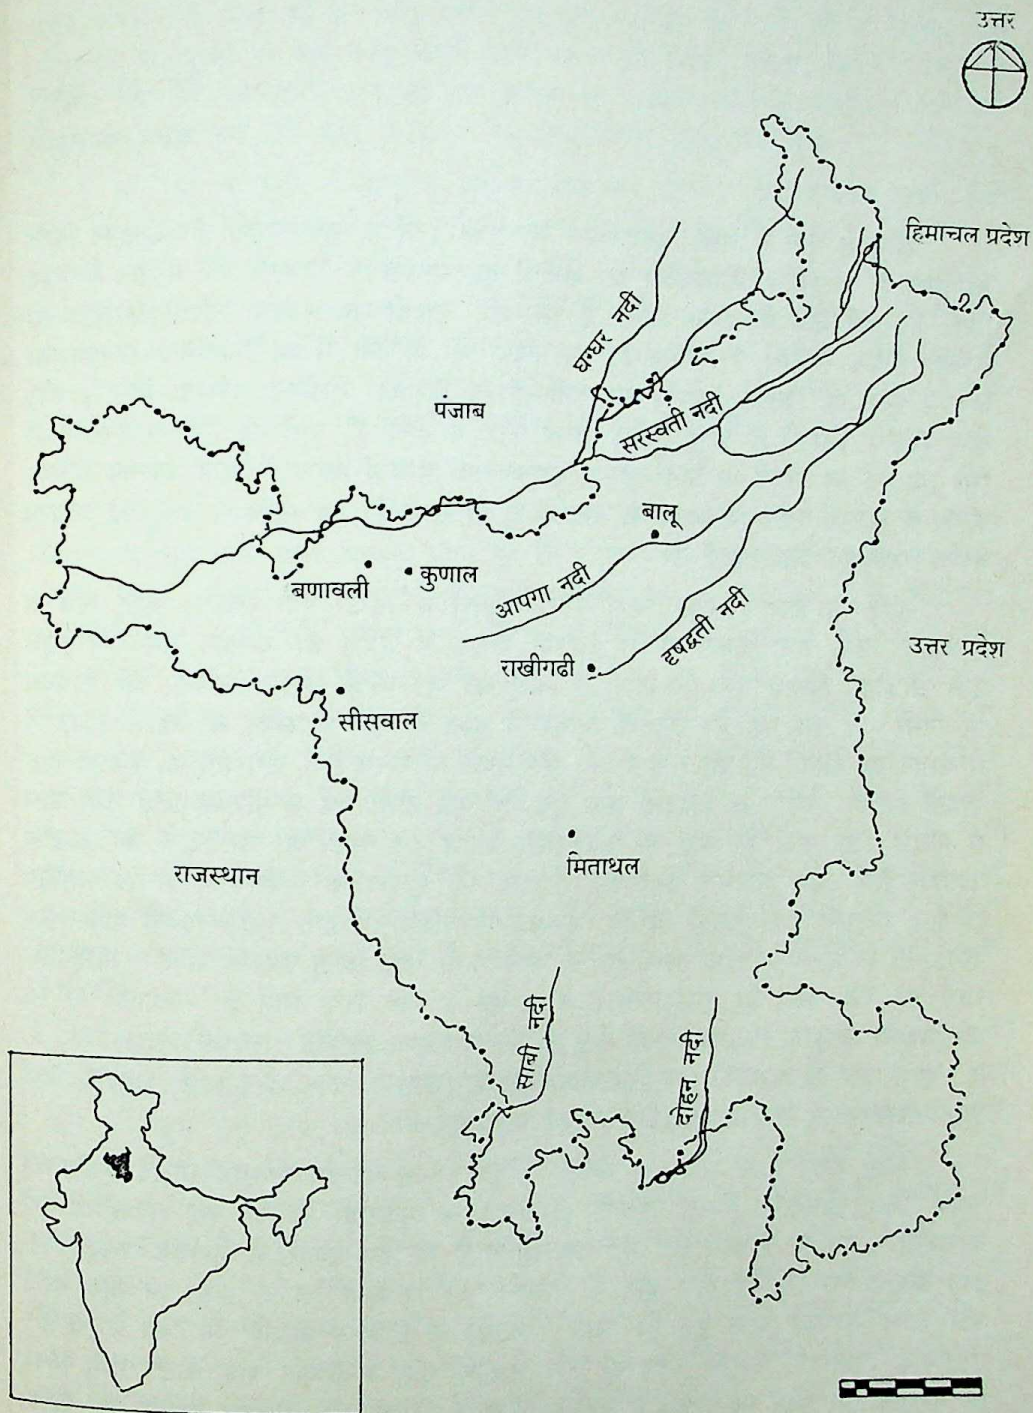 उत्तर
हिमाचल प्रदेश
घग्घर नदी
पंजाब
सरस्वती नदी
बालू
बणावली
कुणाल
आपगा नदी
दृषद्वती नदी
उत्तर प्रदेश
राखीगढी
सीसवाल
मिताथल
राजस्थान
साबी नदी
दोहन नदी